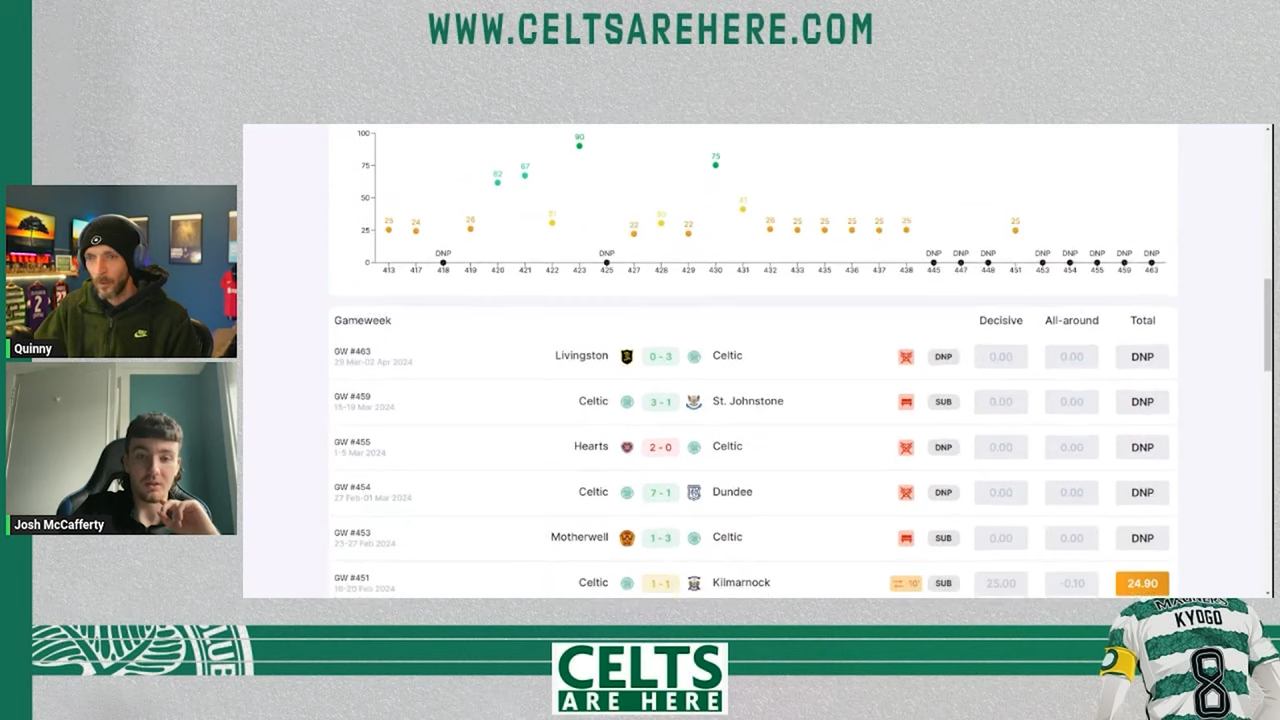 WWW.CELTSAREHERE.COM
100
90
75
75
67
62
50
41
31
30
26 24 26 22 22 26 25 25 25 25 25 25
25
DNP DNP DNP DNP DNP DNP DNP DNP DNP DNP
0
413 417 418 419 420 421 422 423 425 427 428 429 430 431 432 433 435 436 437 438 445 447 448 451 453 454 455 459 463
Gameweek Decisive All-around Total
GW #463
29 Mar-02 Apr 2024
Livingston 0 - 3 Celtic DNP 0.00 0.00 DNP
GW #459
15-19 Mar 2024
Celtic 3 - 1 St. Johnstone SUB 0.00 0.00 DNP
GW #455
1-5 Mar 2024
Hearts 2 - 0 Celtic DNP 0.00 0.00 DNP
GW #454
27 Feb-01 Mar 2024
Celtic 7 - 1 Dundee DNP 0.00 0.00 DNP
GW #453
23-27 Feb 2024
Motherwell 1 - 3 Celtic SUB 0.00 0.00 DNP
GW #451
16-20 Feb 2024
Celtic 1 - 1 Kilmarnock 10' SUB 25.00 -0.10 24.90
Quinny
2
Josh McCafferty
MAGNERS
KYOGO
8
CELTS
ARE HERE